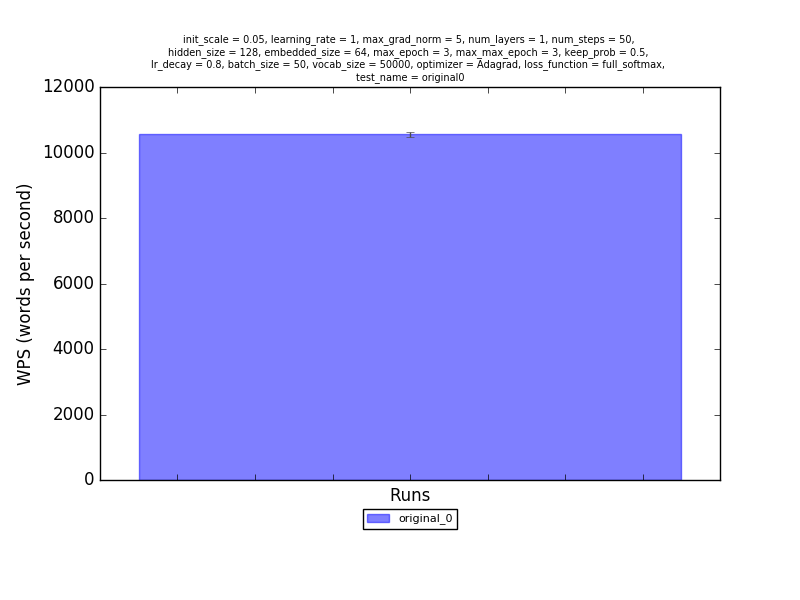 init_scale = 0.05, learning_rate = 1, max_grad_norm = 5, num_layers = 1, num_steps = 50,
hidden_size = 128, embedded_size = 64, max_epoch = 3, max_max_epoch = 3, keep_prob = 0.5,
lr_decay = 0.8, batch_size = 50, vocab_size = 50000, optimizer = Adagrad, loss_function = full_softmax,
test_name = original0
12000
10000
8000
6000
4000
2000
0
WPS (words per second)
Runs
original_0